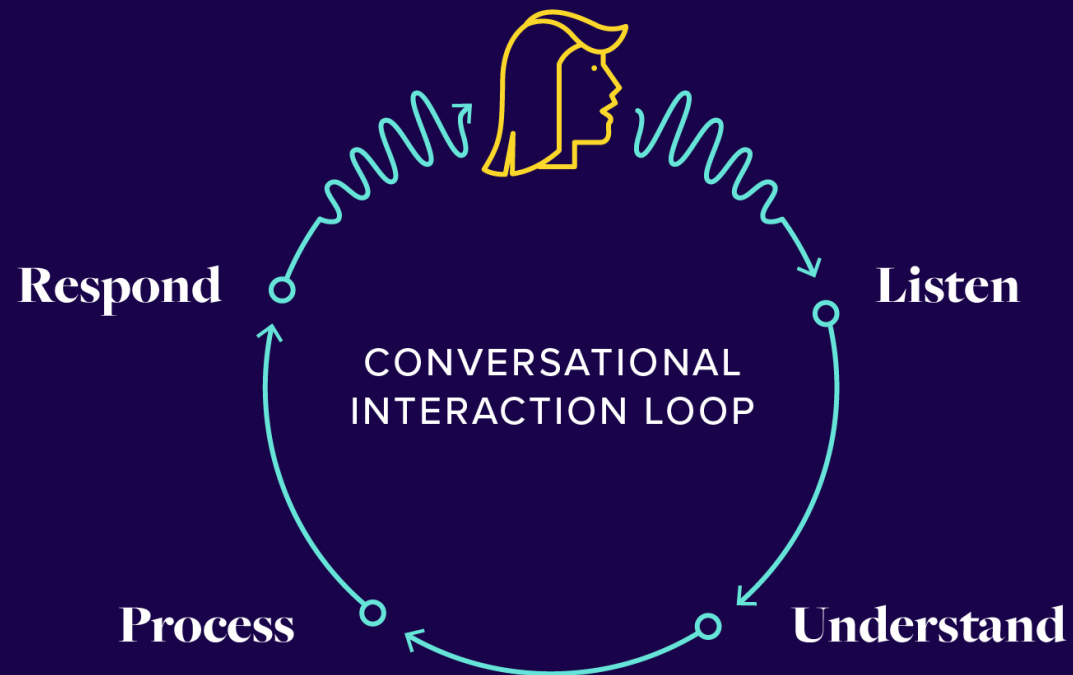 Respond
Listen
CONVERSATIONAL
INTERACTION LOOP
Process
Understand